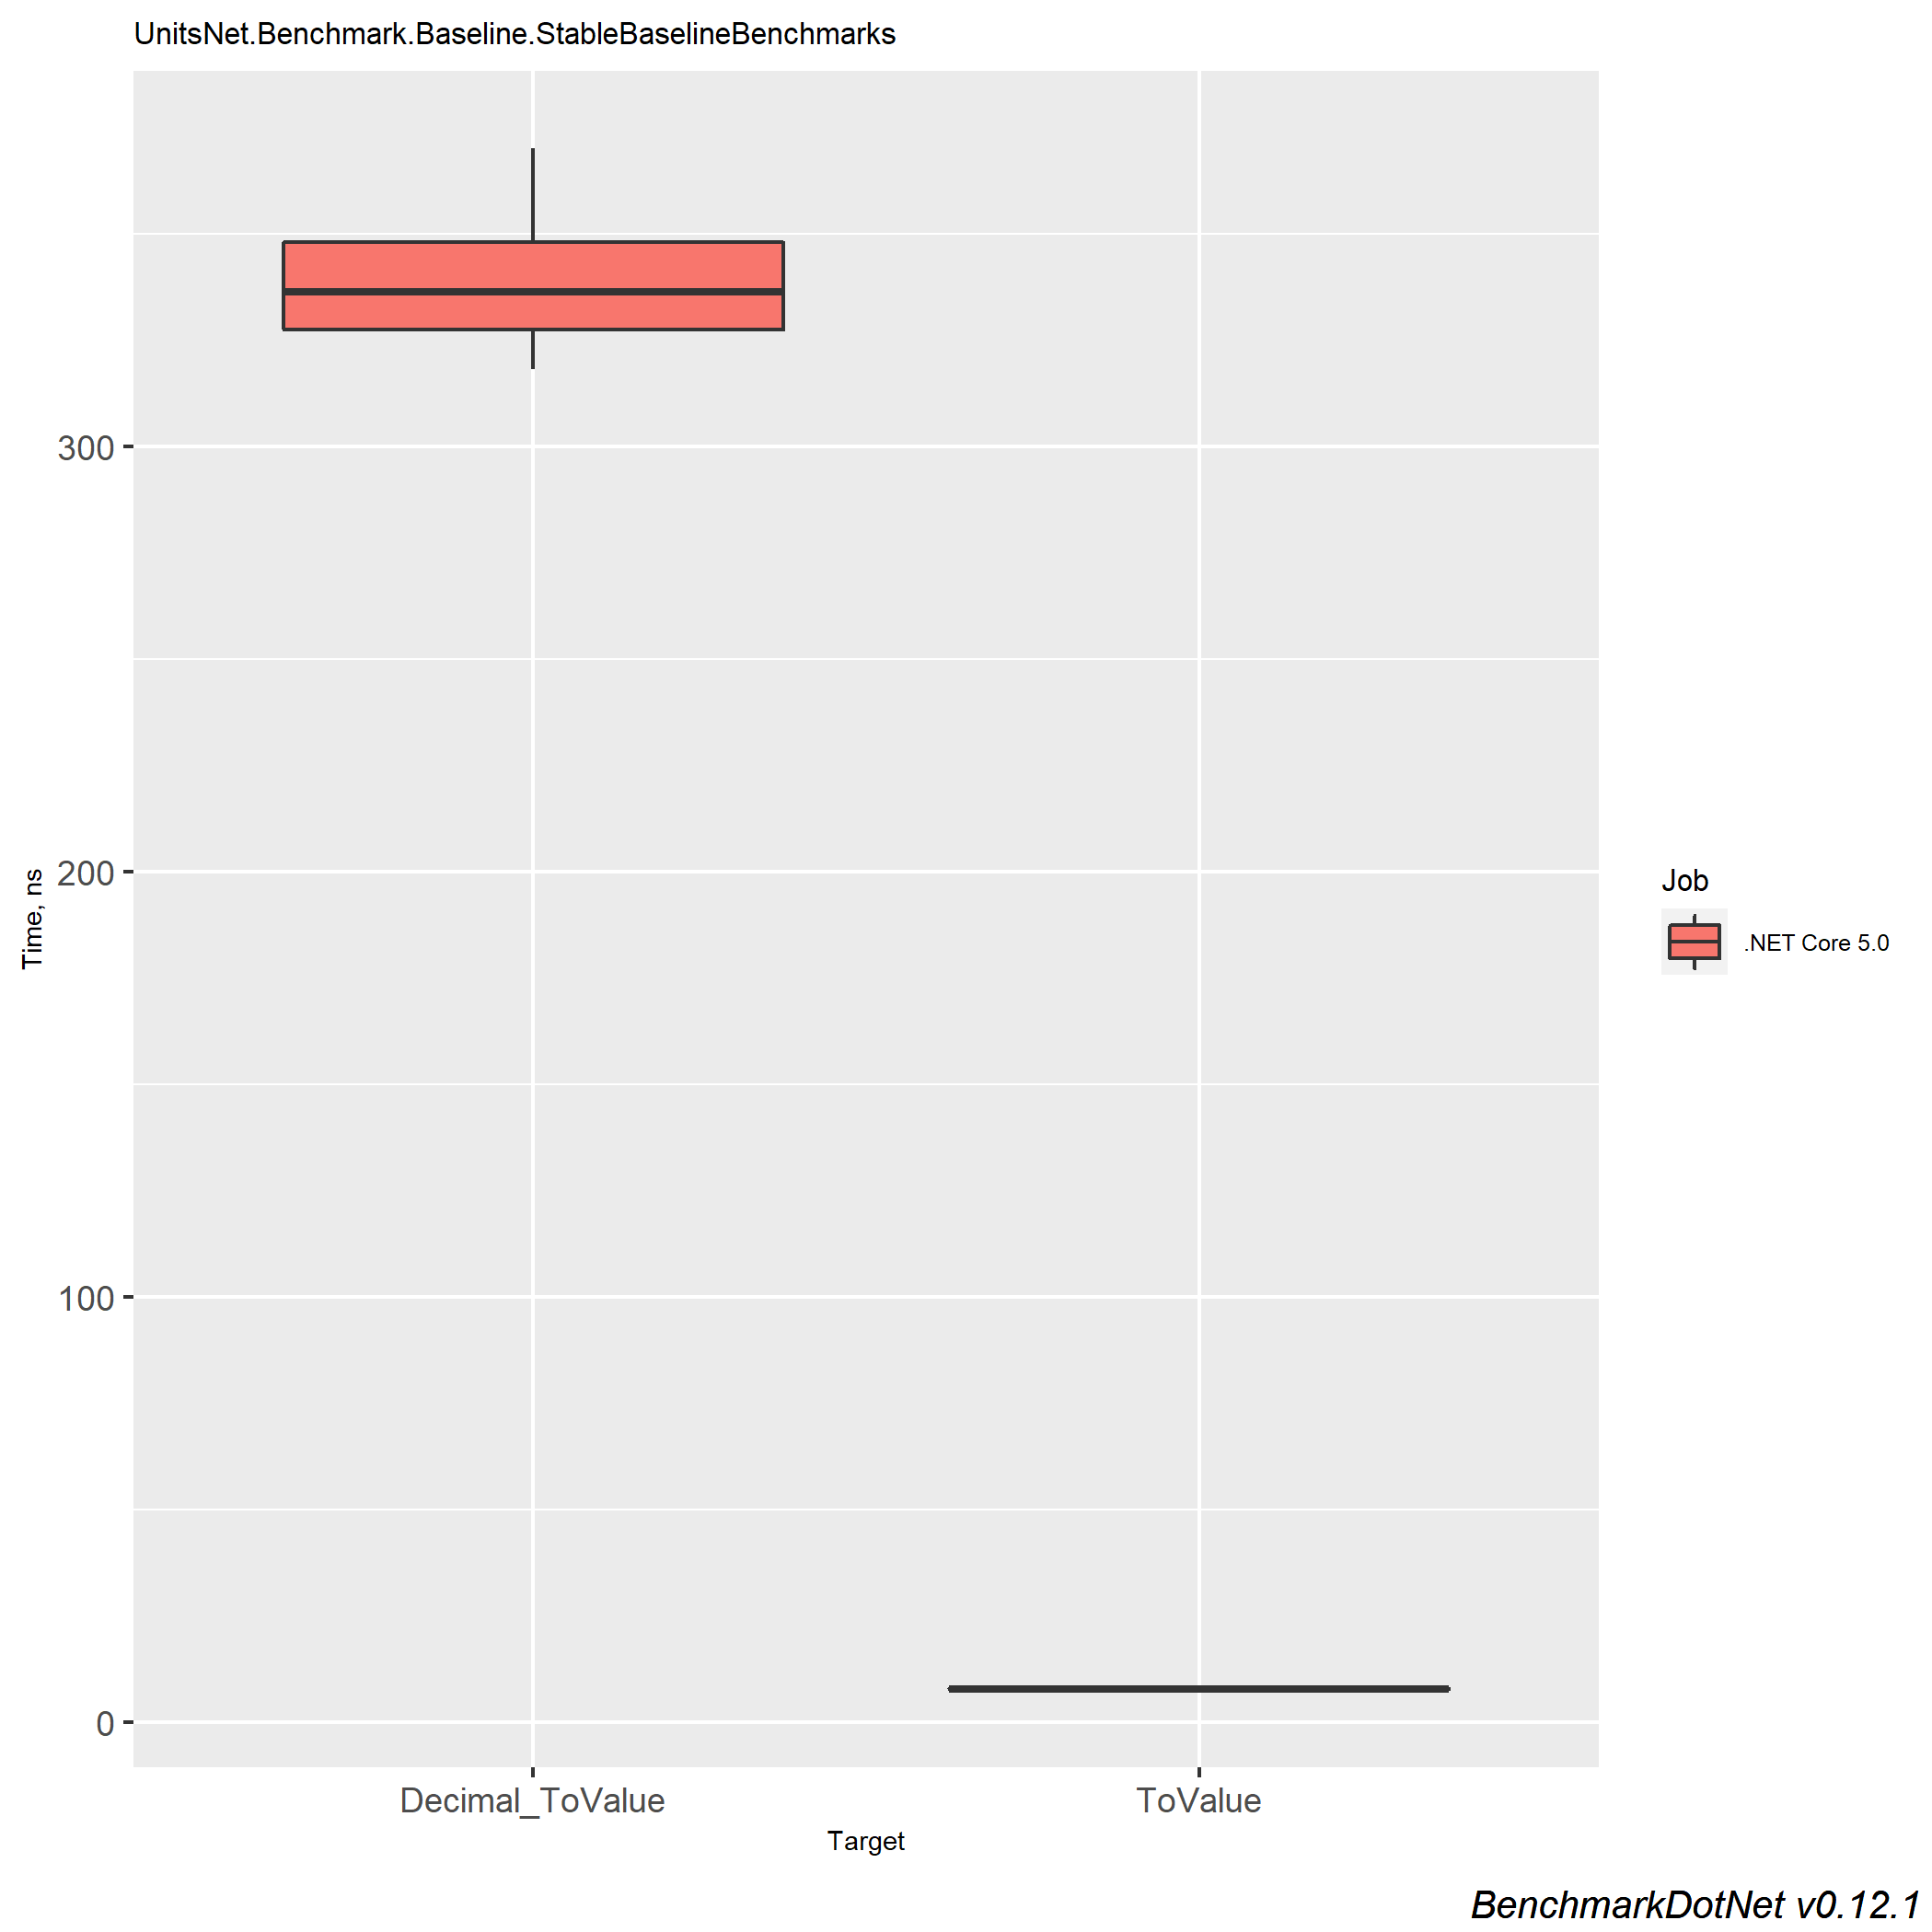 UnitsNet.Benchmark.Baseline.StableBaselineBenchmarks
300
200
100
0
Time, ns
Decimal_ToValue
ToValue
Target
Job
.NET Core 5.0
BenchmarkDotNet v0.12.1